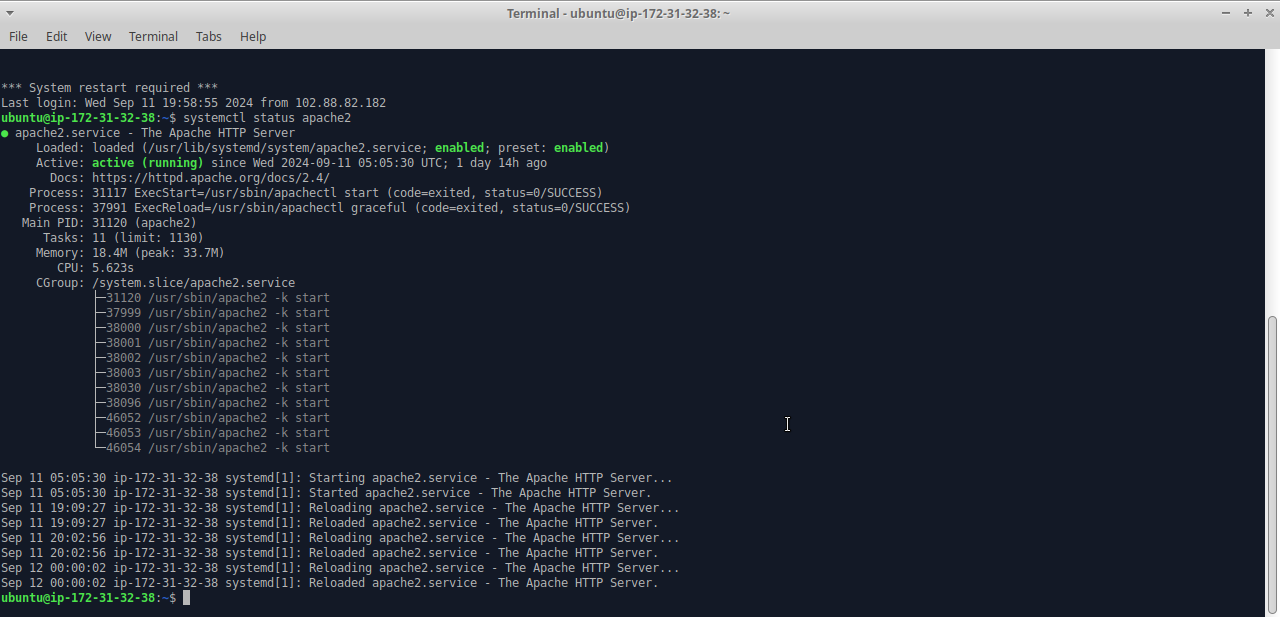 Terminal - ubuntu@ip-172-31-32-38: ~
File Edit View Terminal Tabs Help
*** System restart required ***
Last login: Wed Sep 11 19:58:55 2024 from 102.88.82.182
ubuntu@ip-172-31-32-38:~$ systemctl status apache2
● apache2.service - The Apache HTTP Server
     Loaded: loaded (/usr/lib/systemd/system/apache2.service; enabled; preset: enabled)
     Active: active (running) since Wed 2024-09-11 05:05:30 UTC; 1 day 14h ago
       Docs: https://httpd.apache.org/docs/2.4/
    Process: 31117 ExecStart=/usr/sbin/apachectl start (code=exited, status=0/SUCCESS)
    Process: 37991 ExecReload=/usr/sbin/apachectl graceful (code=exited, status=0/SUCCESS)
   Main PID: 31120 (apache2)
      Tasks: 11 (limit: 1130)
     Memory: 18.4M (peak: 33.7M)
        CPU: 5.623s
     CGroup: /system.slice/apache2.service
             ├─31120 /usr/sbin/apache2 -k start
             ├─37999 /usr/sbin/apache2 -k start
             ├─38000 /usr/sbin/apache2 -k start
             ├─38001 /usr/sbin/apache2 -k start
             ├─38002 /usr/sbin/apache2 -k start
             ├─38003 /usr/sbin/apache2 -k start
             ├─38030 /usr/sbin/apache2 -k start
             ├─38096 /usr/sbin/apache2 -k start
             ├─46052 /usr/sbin/apache2 -k start
             ├─46053 /usr/sbin/apache2 -k start
             └─46054 /usr/sbin/apache2 -k start
Sep 11 05:05:30 ip-172-31-32-38 systemd[1]: Starting apache2.service - The Apache HTTP Server...
Sep 11 05:05:30 ip-172-31-32-38 systemd[1]: Started apache2.service - The Apache HTTP Server.
Sep 11 19:09:27 ip-172-31-32-38 systemd[1]: Reloading apache2.service - The Apache HTTP Server...
Sep 11 19:09:27 ip-172-31-32-38 systemd[1]: Reloaded apache2.service - The Apache HTTP Server.
Sep 11 20:02:56 ip-172-31-32-38 systemd[1]: Reloading apache2.service - The Apache HTTP Server...
Sep 11 20:02:56 ip-172-31-32-38 systemd[1]: Reloaded apache2.service - The Apache HTTP Server.
Sep 12 00:00:02 ip-172-31-32-38 systemd[1]: Reloading apache2.service - The Apache HTTP Server...
Sep 12 00:00:02 ip-172-31-32-38 systemd[1]: Reloaded apache2.service - The Apache HTTP Server.
ubuntu@ip-172-31-32-38:~$